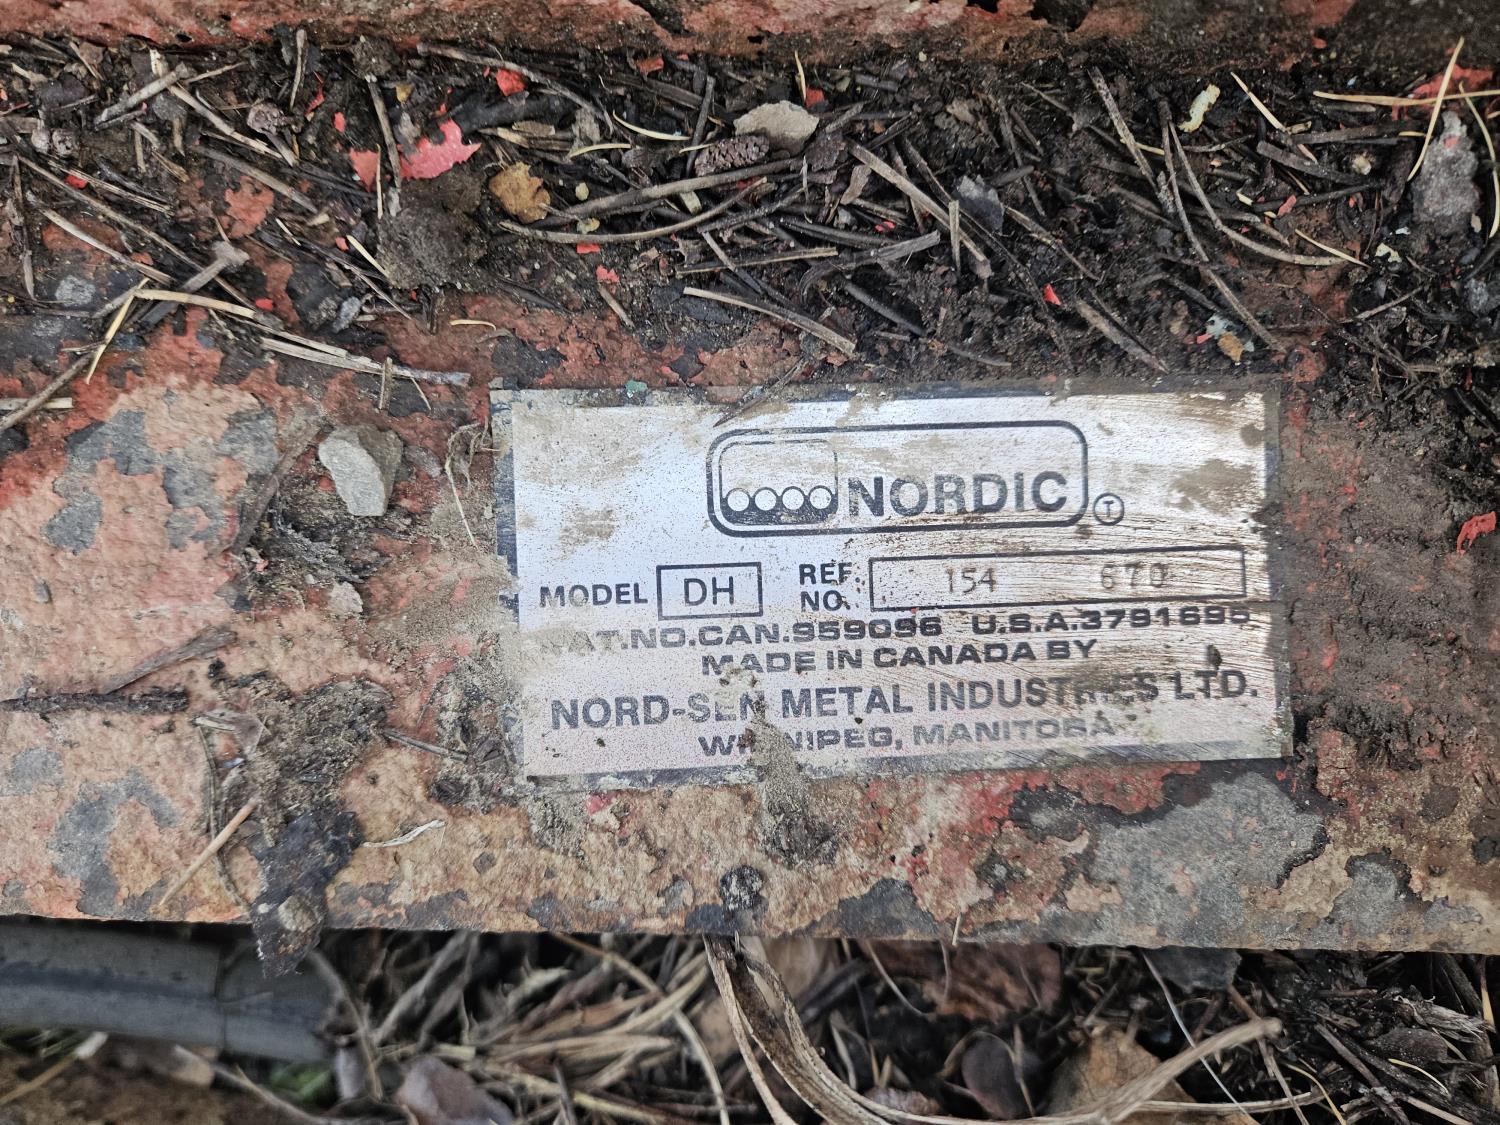 NORDIC
MODEL DH REF. NO. 154 670
PAT.NO.CAN.959096 U.S.A.3791695
MADE IN CANADA BY
NORD-SEN METAL INDUSTRIES LTD.
WINNIPEG, MANITOBA